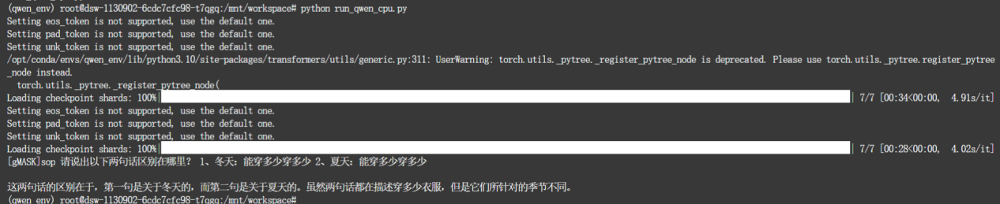 (qwen_env) root@dsw-1130902-6cdc7cfc98-t7qgq:/mnt/workspace# python run_qwen_cpu.py
Setting eos_token is not supported, use the default one.
Setting pad_token is not supported, use the default one.
Setting unk_token is not supported, use the default one.
/opt/conda/envs/qwen_env/lib/python3.10/site-packages/transformers/utils/generic.py:311: UserWarning: torch.utils._pytree._register_pytree_node is deprecated. Please use torch.utils._pytree.register_pytree
_node instead.
  torch.utils._pytree._register_pytree_node(
Loading checkpoint shards: 100%| | 7/7 [00:34<00:00, 4.91s/it]
Setting eos_token is not supported, use the default one.
Setting pad_token is not supported, use the default one.
Setting unk_token is not supported, use the default one.
Loading checkpoint shards: 100%| | 7/7 [00:28<00:00, 4.02s/it]
[gMASK]sop 请说出以下两句话区别在哪里？ 1、冬天：能穿多少穿多少 2、夏天：能穿多少穿多少
这两句话的区别在于，第一句是关于冬天的，而第二句是关于夏天的。虽然两句话都在描述穿多少衣服，但是它们所针对的季节不同。
(qwen_env) root@dsw-1130902-6cdc7cfc98-t7qgq:/mnt/workspace#